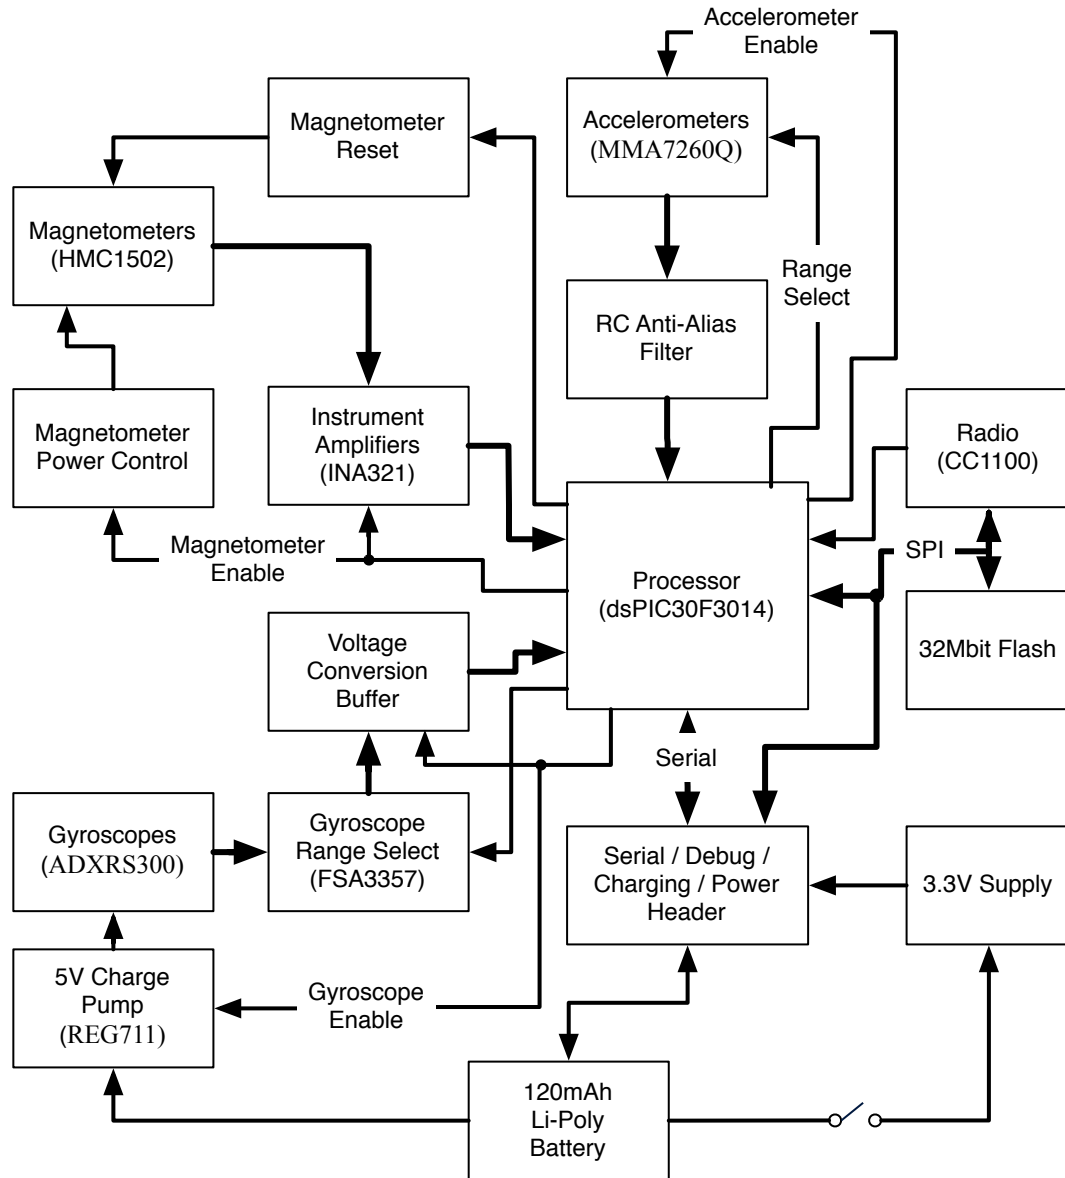 Accelerometer
Enable
Magnetometer
Reset
Accelerometers
(MMA7260Q)
Magnetometers
(HMC1502)
Range
Select
RC Anti-Alias
Filter
Magnetometer
Power Control
Instrument
Amplifiers
(INA321)
Radio
(CC1100)
Magnetometer
Enable
SPI
Processor
(dsPIC30F3014)
32Mbit Flash
Voltage
Conversion
Buffer
Serial
Gyroscopes
(ADXRS300)
Gyroscope
Range Select
(FSA3357)
Serial / Debug /
Charging / Power
Header
3.3V Supply
5V Charge
Pump
(REG711)
Gyroscope
Enable
120mAh
Li-Poly
Battery